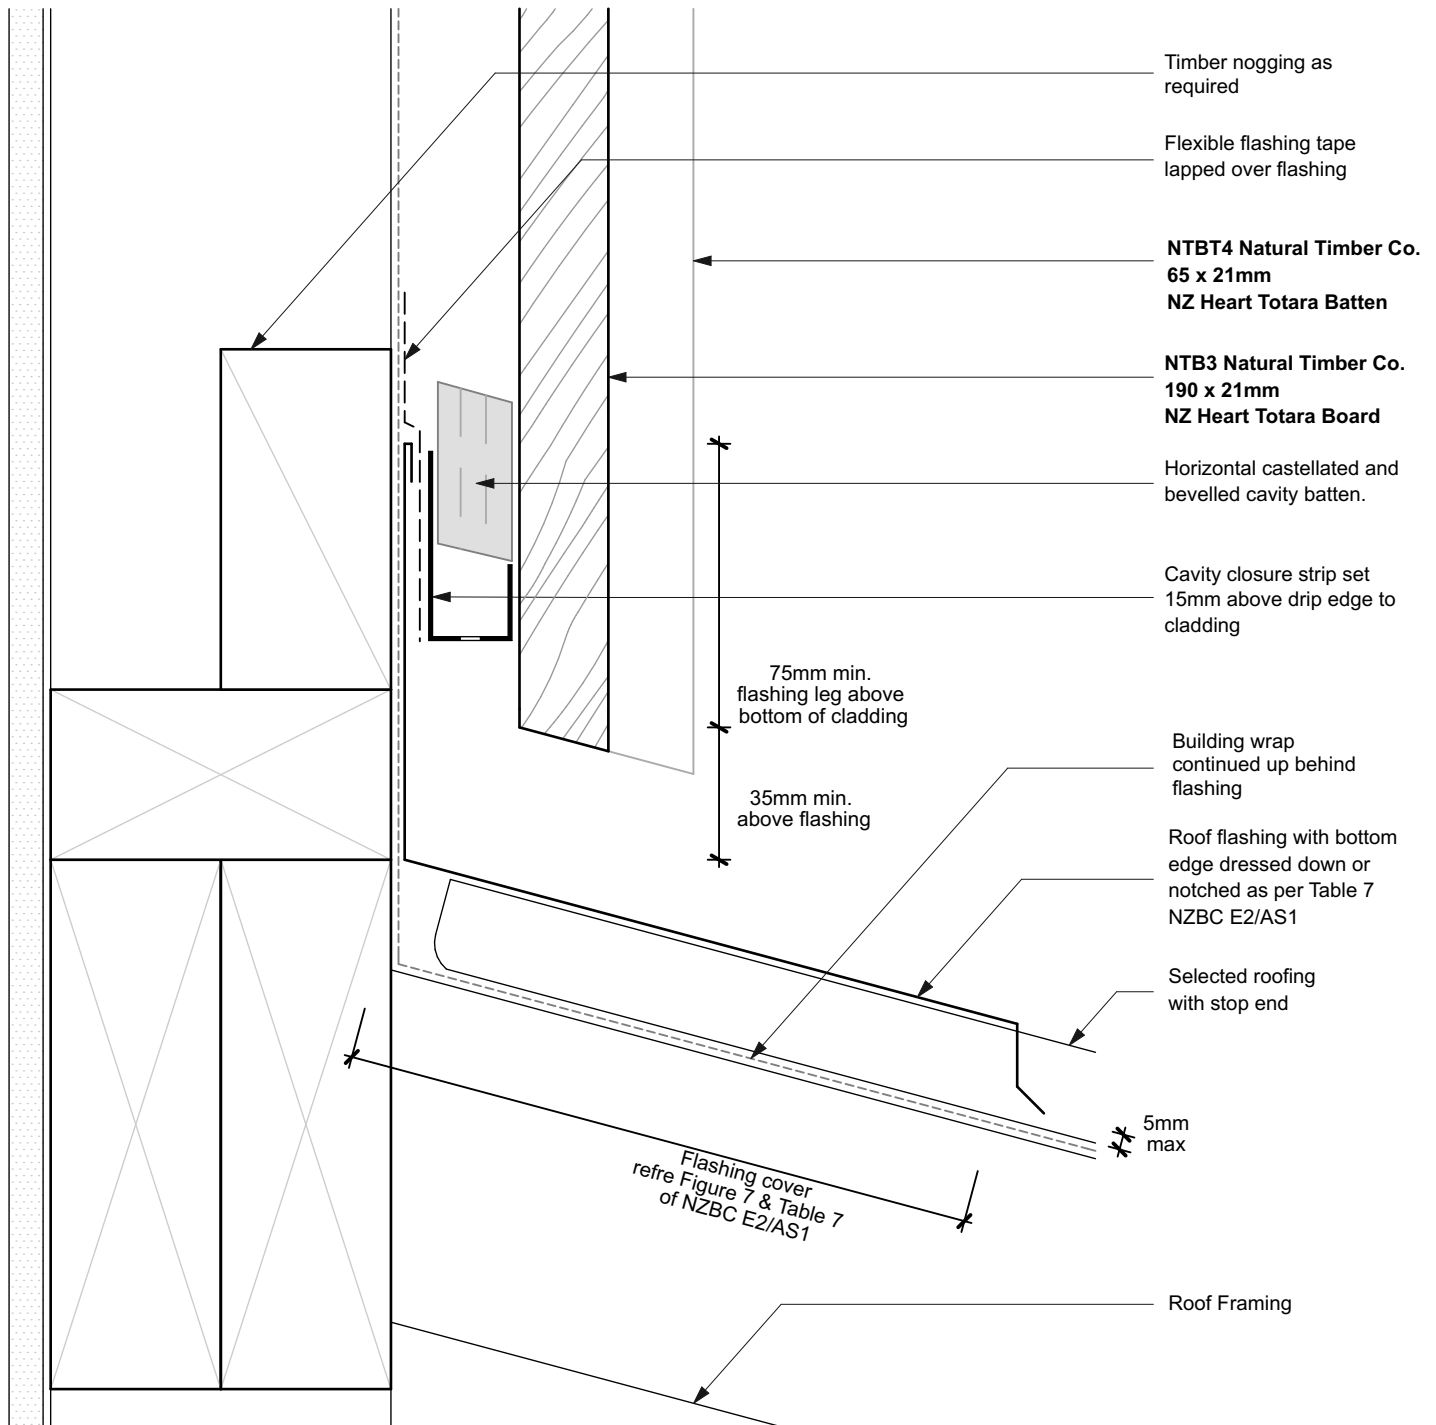 Timber nogging as
required
Flexible flashing tape
lapped over flashing
NTBT4 Natural Timber Co.
65 x 21mm
NZ Heart Totara Batten
NTB3 Natural Timber Co.
190 x 21mm
NZ Heart Totara Board
Horizontal castellated and
bevelled cavity batten.
Cavity closure strip set
15mm above drip edge to
cladding
75mm min.
flashing leg above
bottom of cladding
Building wrap
continued up behind
flashing
35mm min.
above flashing
Roof flashing with bottom
edge dressed down or
notched as per Table 7
NZBC E2/AS1
Selected roofing
with stop end
5mm
max
Flashing cover
refre Figure 7 & Table 7
of NZBC E2/AS1
Roof Framing